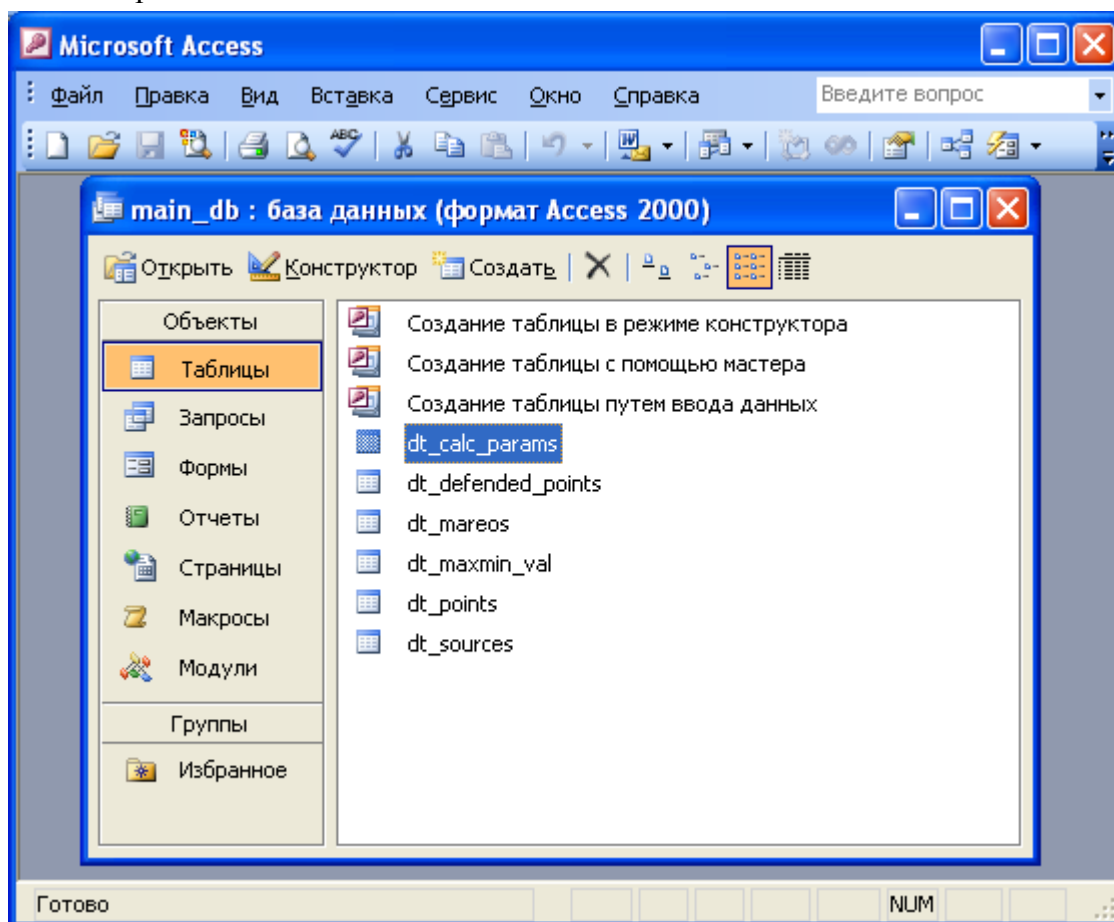 Microsoft Access
Файл Правка Вид Вставка Сервис Окно Справка Введите вопрос
ABC W
main_db : база данных (формат Access 2000)
Открыть Конструктор Создать
Объекты
Таблицы
Запросы
Формы
Отчеты
Страницы
Макросы
Модули
Группы
Избранное
Создание таблицы в режиме конструктора
Создание таблицы с помощью мастера
Создание таблицы путем ввода данных
dt_calc_params
dt_defended_points
dt_mareos
dt_maxmin_val
dt_points
dt_sources
Готово NUM